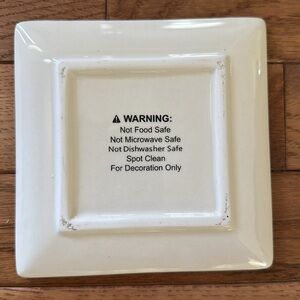 ⚠ WARNING:
Not Food Safe
Not Microwave Safe
Not Dishwasher Safe
Spot Clean
For Decoration Only